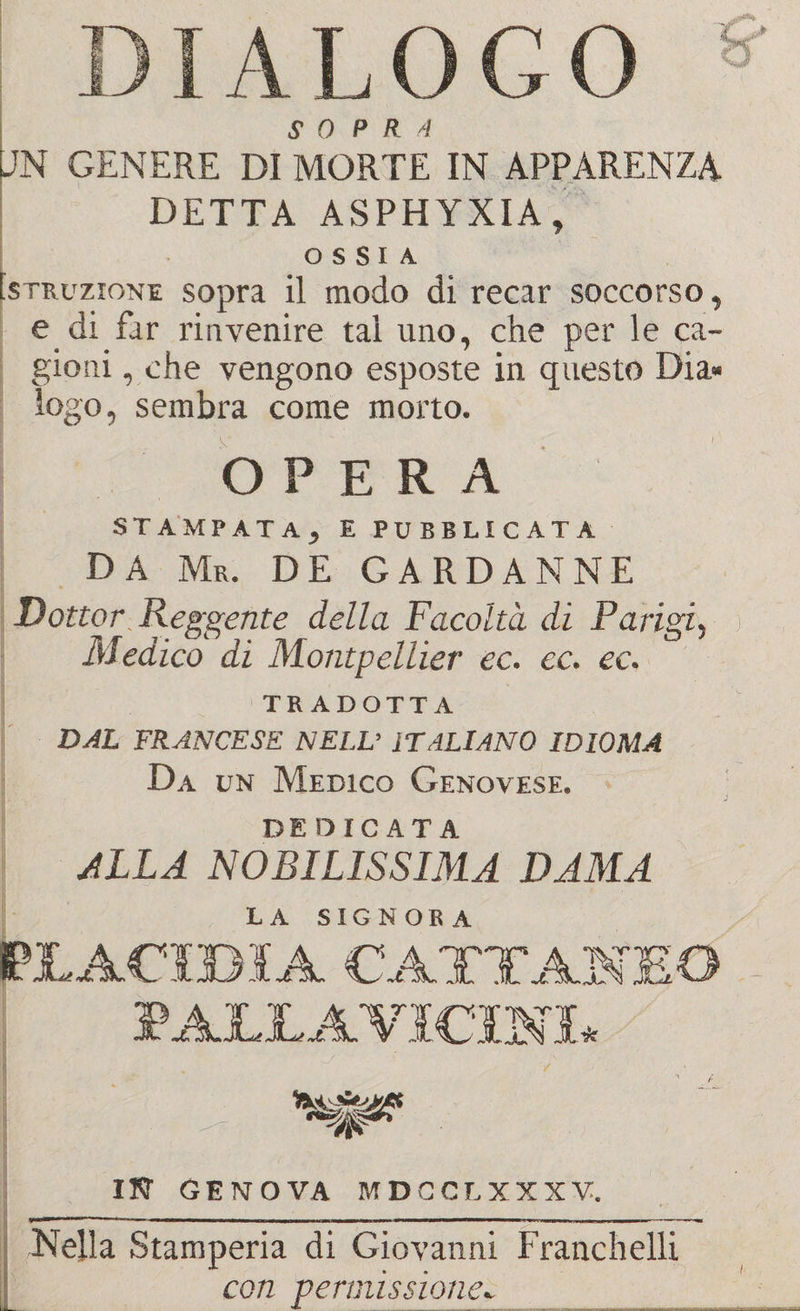 DIALOGO
SOPRA
UN GENERE DI MORTE IN APPARENZA
DETTA ASPHYXIA,
OSSIA
ISTRUZIONE sopra il modo di recar soccorso,
e di far rinvenire tal uno, che per le ca-
gioni, che vengono esposte in questo Dia-
logo, sembra come morto.
OPERA
STAMPATA, E PUBBLICATA
DA MR. DE GARDANNE
Dottor Reggente della Facoltà di Parigi,
Medico di Montpellier ec. ec. ec.
TRADOTTA
DAL FRANCESE NELL' ITALIANO IDIOMA
DA UN MEDICO GENOVESE.
DEDICATA
ALLA NOBILISSIMA DAMA
LA SIGNORA
PLACIDIA CATTANEO
PALLAVICINI.
IN GENOVA MDCCLXXXV.
Nella Stamperia di Giovanni Franchelli
con permissione.